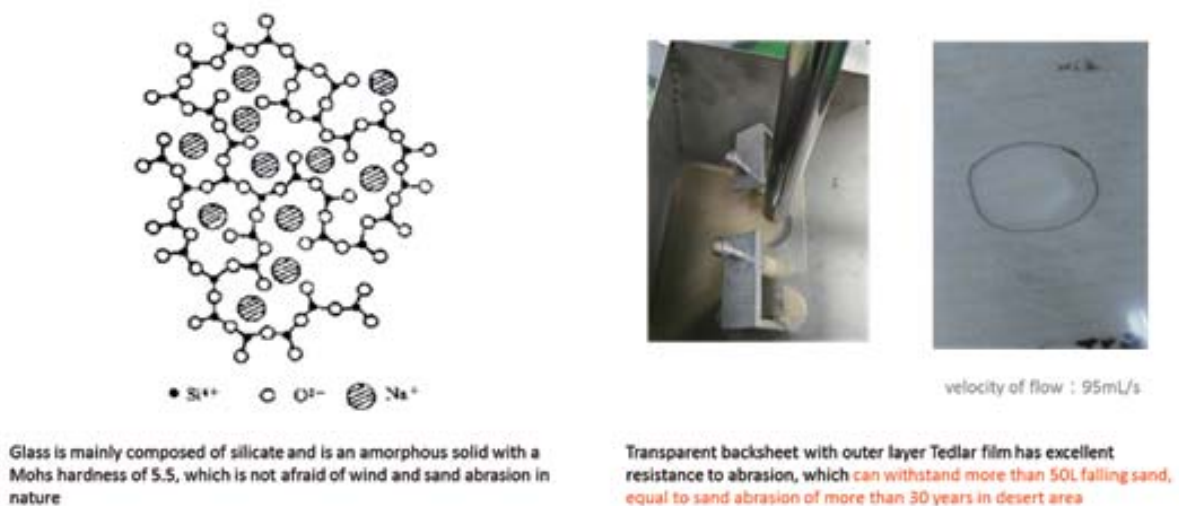 Si⁴⁺ O²⁻ Na⁺
velocity of flow：95mL/s
Glass is mainly composed of silicate and is an amorphous solid with a
Mohs hardness of 5.5, which is not afraid of wind and sand abrasion in
nature
Transparent backsheet with outer layer Tedlar film has excellent
resistance to abrasion, which can withstand more than 50L falling sand,
equal to sand abrasion of more than 30 years in desert area